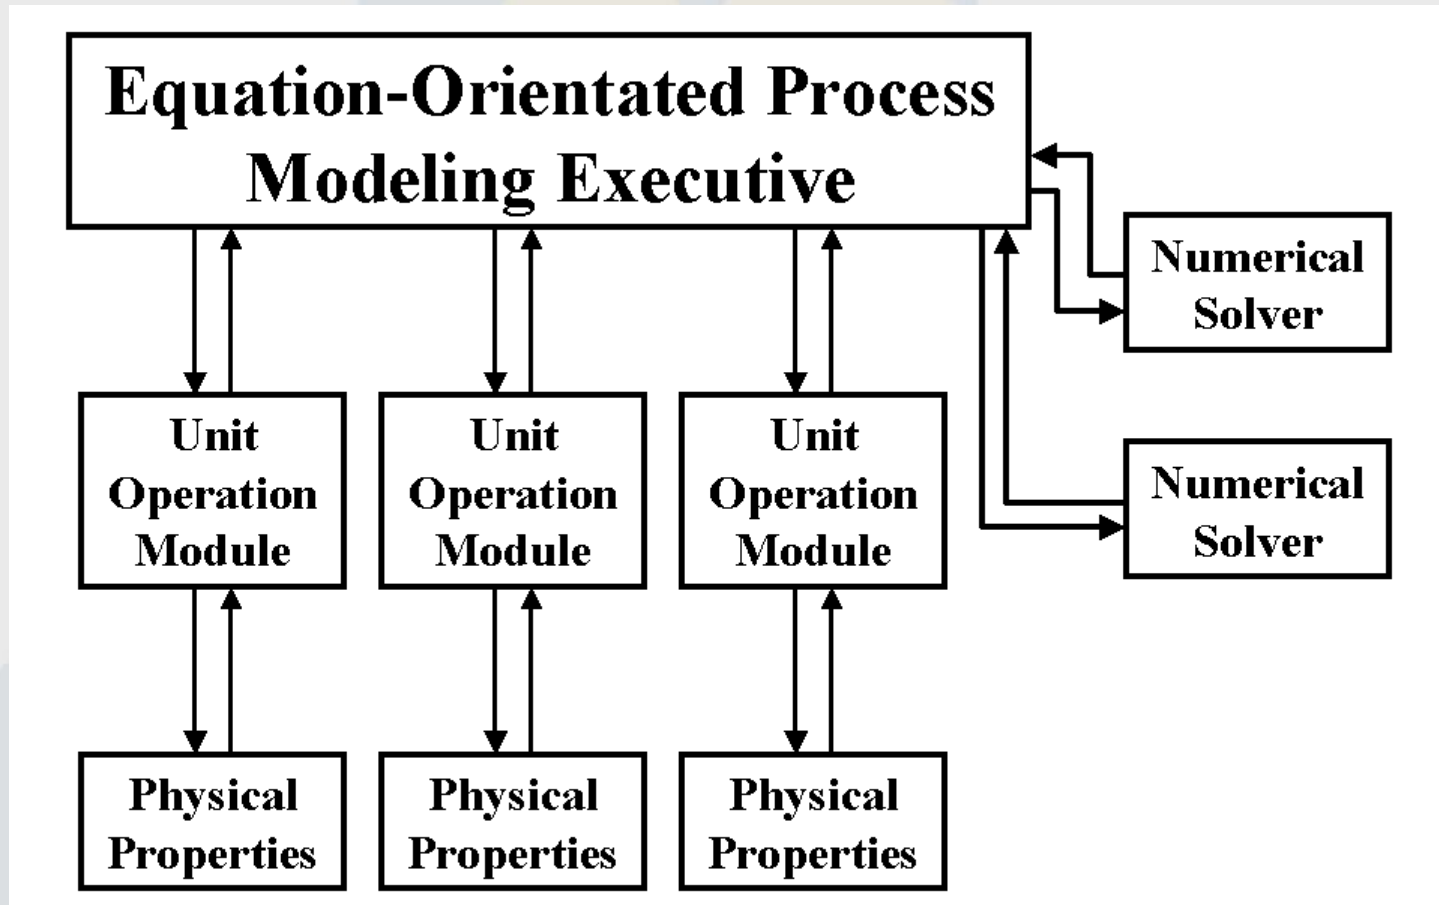 Equation-Orientated Process
Modeling Executive
Numerical
Solver
Unit
Operation
Module
Unit
Operation
Module
Unit
Operation
Module
Numerical
Solver
Physical
Properties
Physical
Properties
Physical
Properties